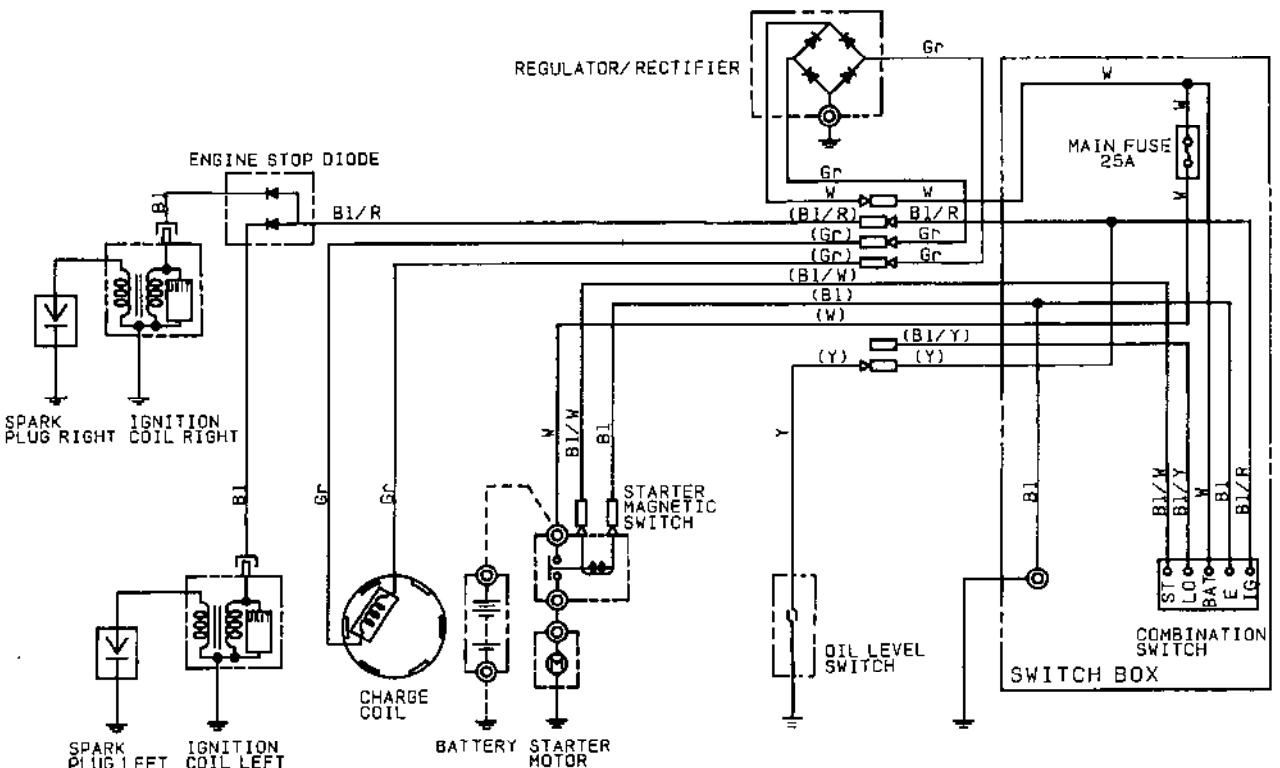 Gr
REGULATOR/RECTIFIER
W
W
MAIN FUSE
25A
W
ENGINE STOP DIODE
Gr
W
W
Bl
Bl/R
(Bl/R)
Bl/R
(Gr)
Gr
(Gr)
Gr
(Bl/W)
(Bl)
(W)
UNIT
(Bl/Y)
(Y)
(Y)
SPARK
PLUG RIGHT
IGNITION
COIL RIGHT
W
Bl/W
Bl
Y
Bl
Gr
Gr
Bl
Bl/W
Bl/Y
W
Bl
Bl/R
STARTER
MAGNETIC
SWITCH
ST
LO
BAT
E
IG
UNIT
M
COMBINATION
SWITCH
OIL LEVEL
SWITCH
SWITCH BOX
CHARGE
COIL
SPARK
PLUG LEFT
IGNITION
COIL LEFT
BATTERY
STARTER
MOTOR